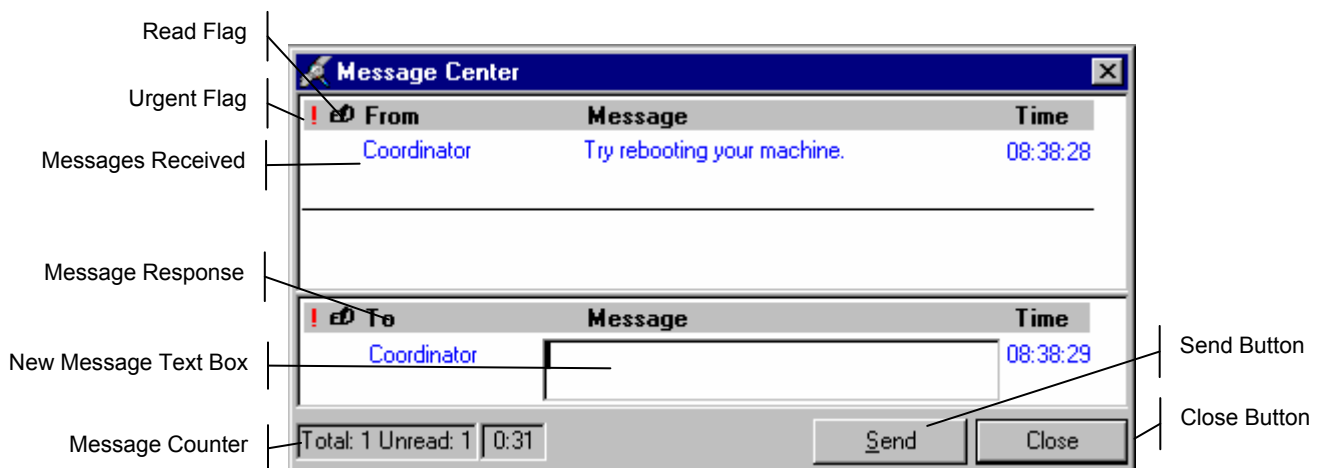 Read Flag
Message Center
Urgent Flag
! From Message Time
Messages Received
Coordinator Try rebooting your machine. 08:38:28
Message Response
! To Message Time
New Message Text Box
Coordinator 08:38:29
Send Button
Close Button
Message Counter
Total: 1 Unread: 1 0:31 Send Close